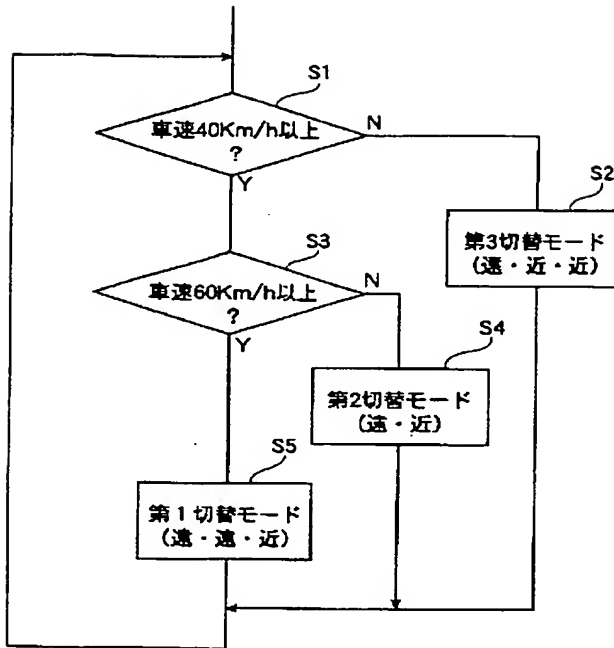 S1
車速40Km/h以上
?
N
Y
S2
第3切替モード
(遠・近・近)
S3
車速60Km/h以上
?
N
Y
S4
第2切替モード
(遠・近)
S5
第1切替モード
(遠・遠・近)